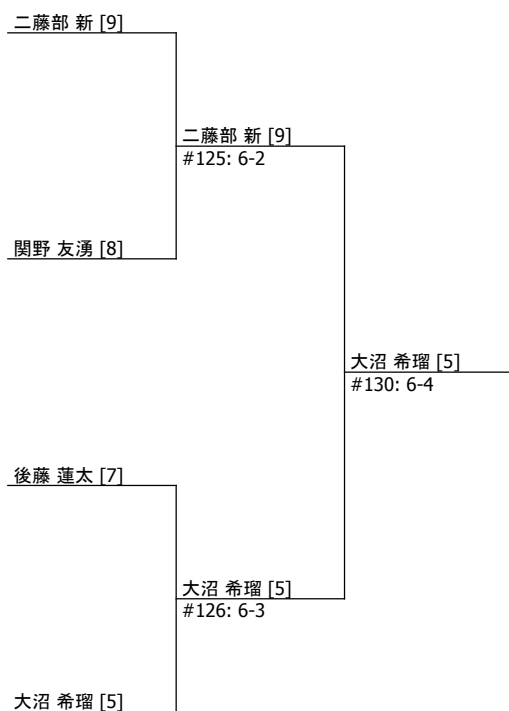 二藤部 新 [9]
二藤部 新 [9]
#125: 6-2
関野 友湧 [8]
大沼 希瑠 [5]
#130: 6-4
後藤 蓮太 [7]
大沼 希瑠 [5]
#126: 6-3
大沼 希瑠 [5]